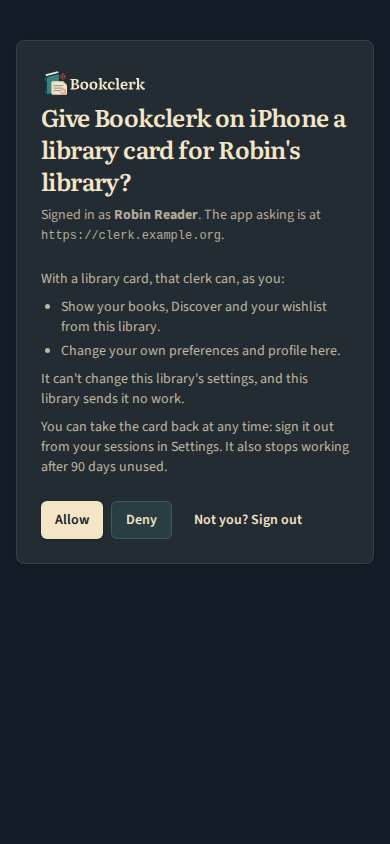 Bookclerk
Give Bookclerk on iPhone a
library card for Robin's
library?
Signed in as Robin Reader. The app asking is at
https://clerk.example.org.
With a library card, that clerk can, as you:
• Show your books, Discover and your wishlist
from this library.
• Change your own preferences and profile here.
It can't change this library's settings, and this
library sends it no work.
You can take the card back at any time: sign it out
from your sessions in Settings. It also stops working
after 90 days unused.
Allow Deny Not you? Sign out